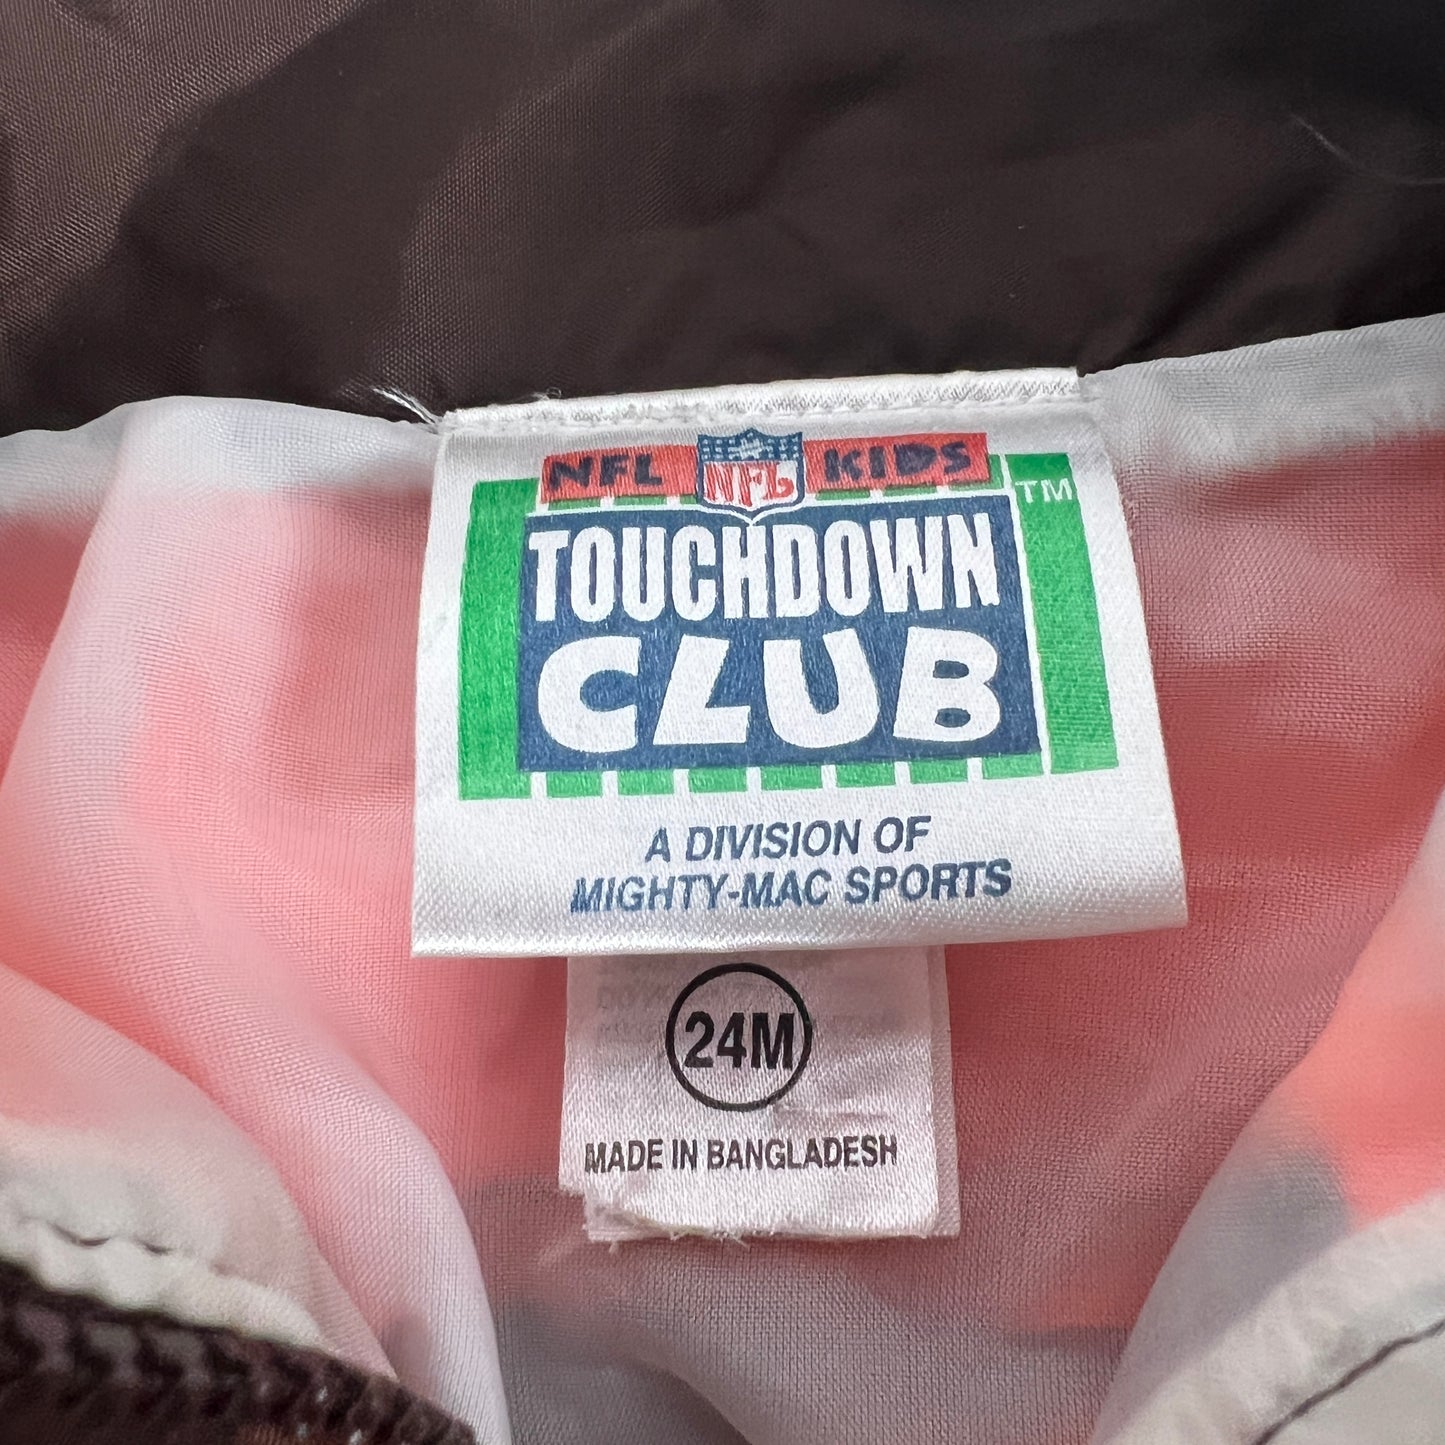 NFL NFL KIDS
TM
TOUCHDOWN
CLUB
A DIVISION OF
MIGHTY-MAC SPORTS
24M
MADE IN BANGLADESH